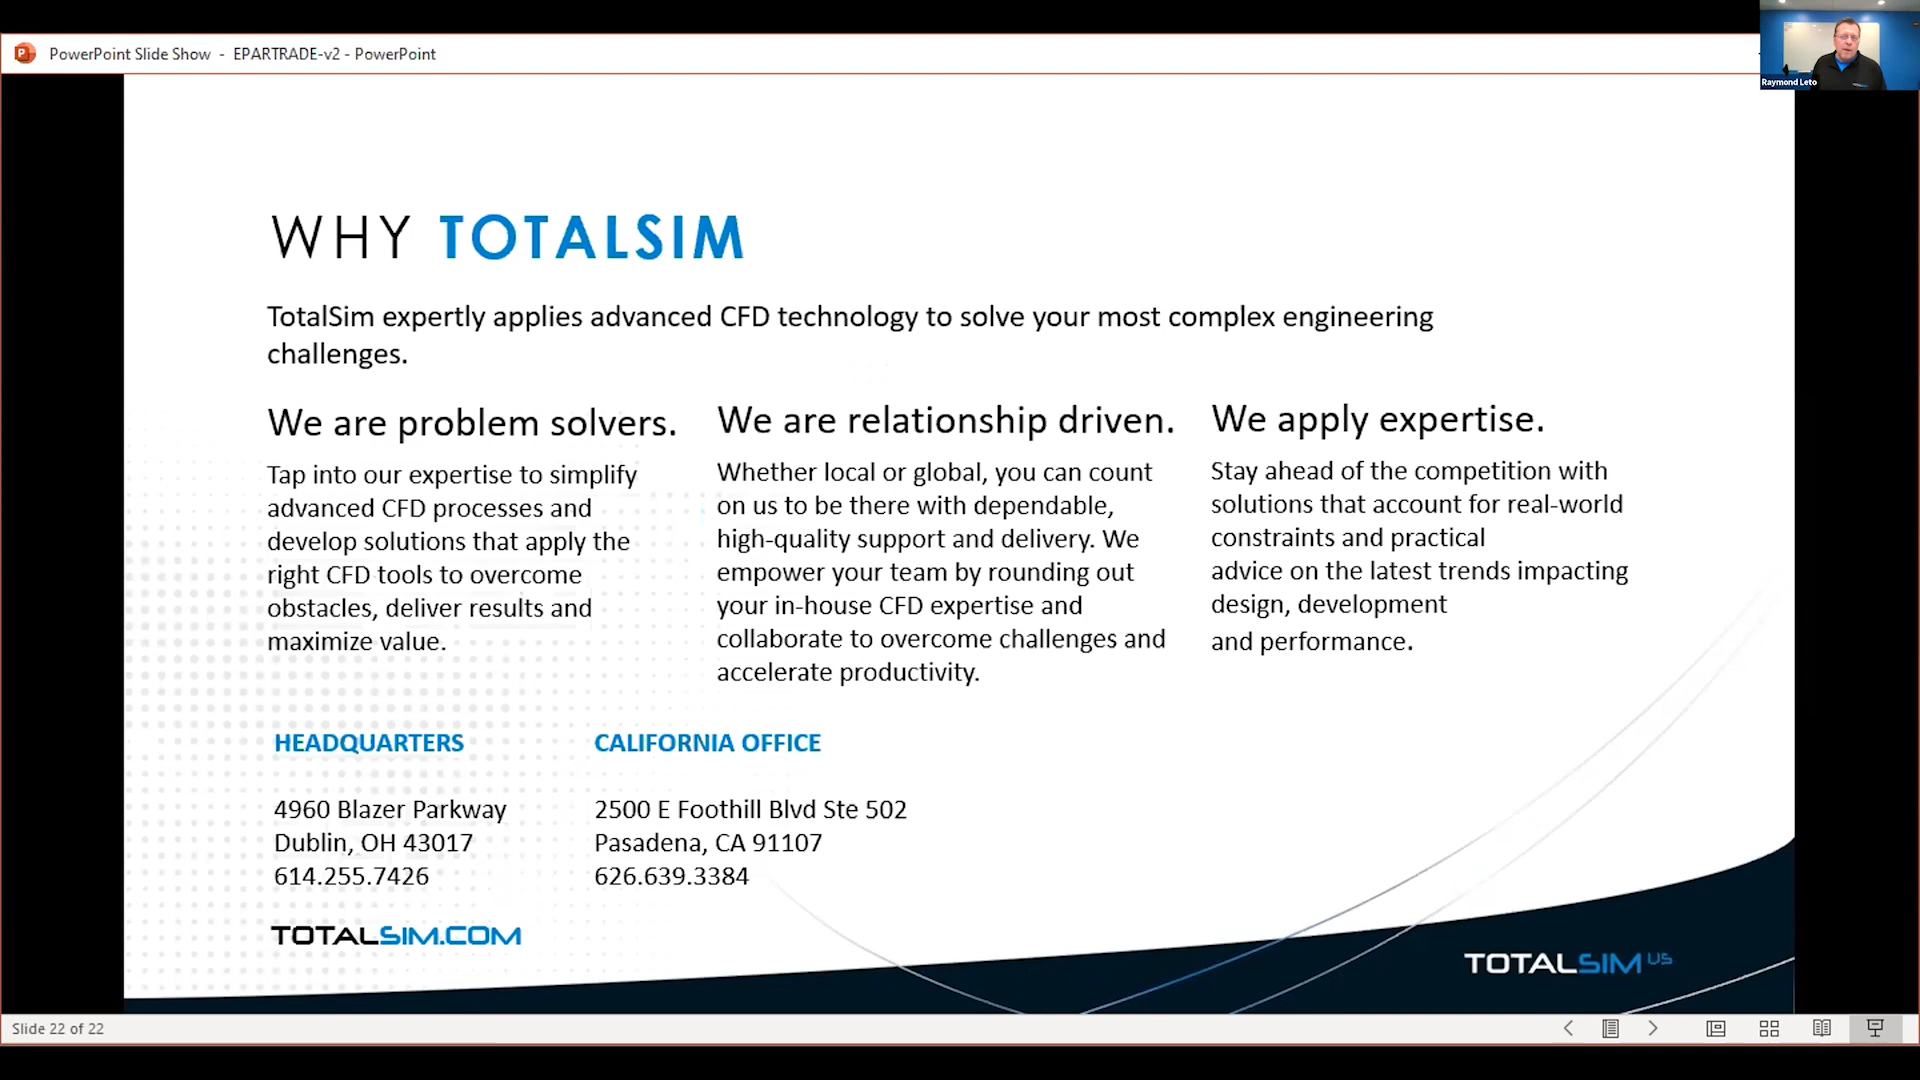 PowerPoint Slide Show - EPARTRADE-v2 - PowerPoint
Raymond Leto
WHY TOTALSIM
TotalSim expertly applies advanced CFD technology to solve your most complex engineering
challenges.
We are problem solvers.
Tap into our expertise to simplify
advanced CFD processes and
develop solutions that apply the
right CFD tools to overcome
obstacles, deliver results and
maximize value.
We are relationship driven.
Whether local or global, you can count
on us to be there with dependable,
high-quality support and delivery. We
empower your team by rounding out
your in-house CFD expertise and
collaborate to overcome challenges and
accelerate productivity.
We apply expertise.
Stay ahead of the competition with
solutions that account for real-world
constraints and practical
advice on the latest trends impacting
design, development
and performance.
HEADQUARTERS
4960 Blazer Parkway
Dublin, OH 43017
614.255.7426
CALIFORNIA OFFICE
2500 E Foothill Blvd Ste 502
Pasadena, CA 91107
626.639.3384
TOTALSIM.COM
TOTALSIM US
Slide 22 of 22